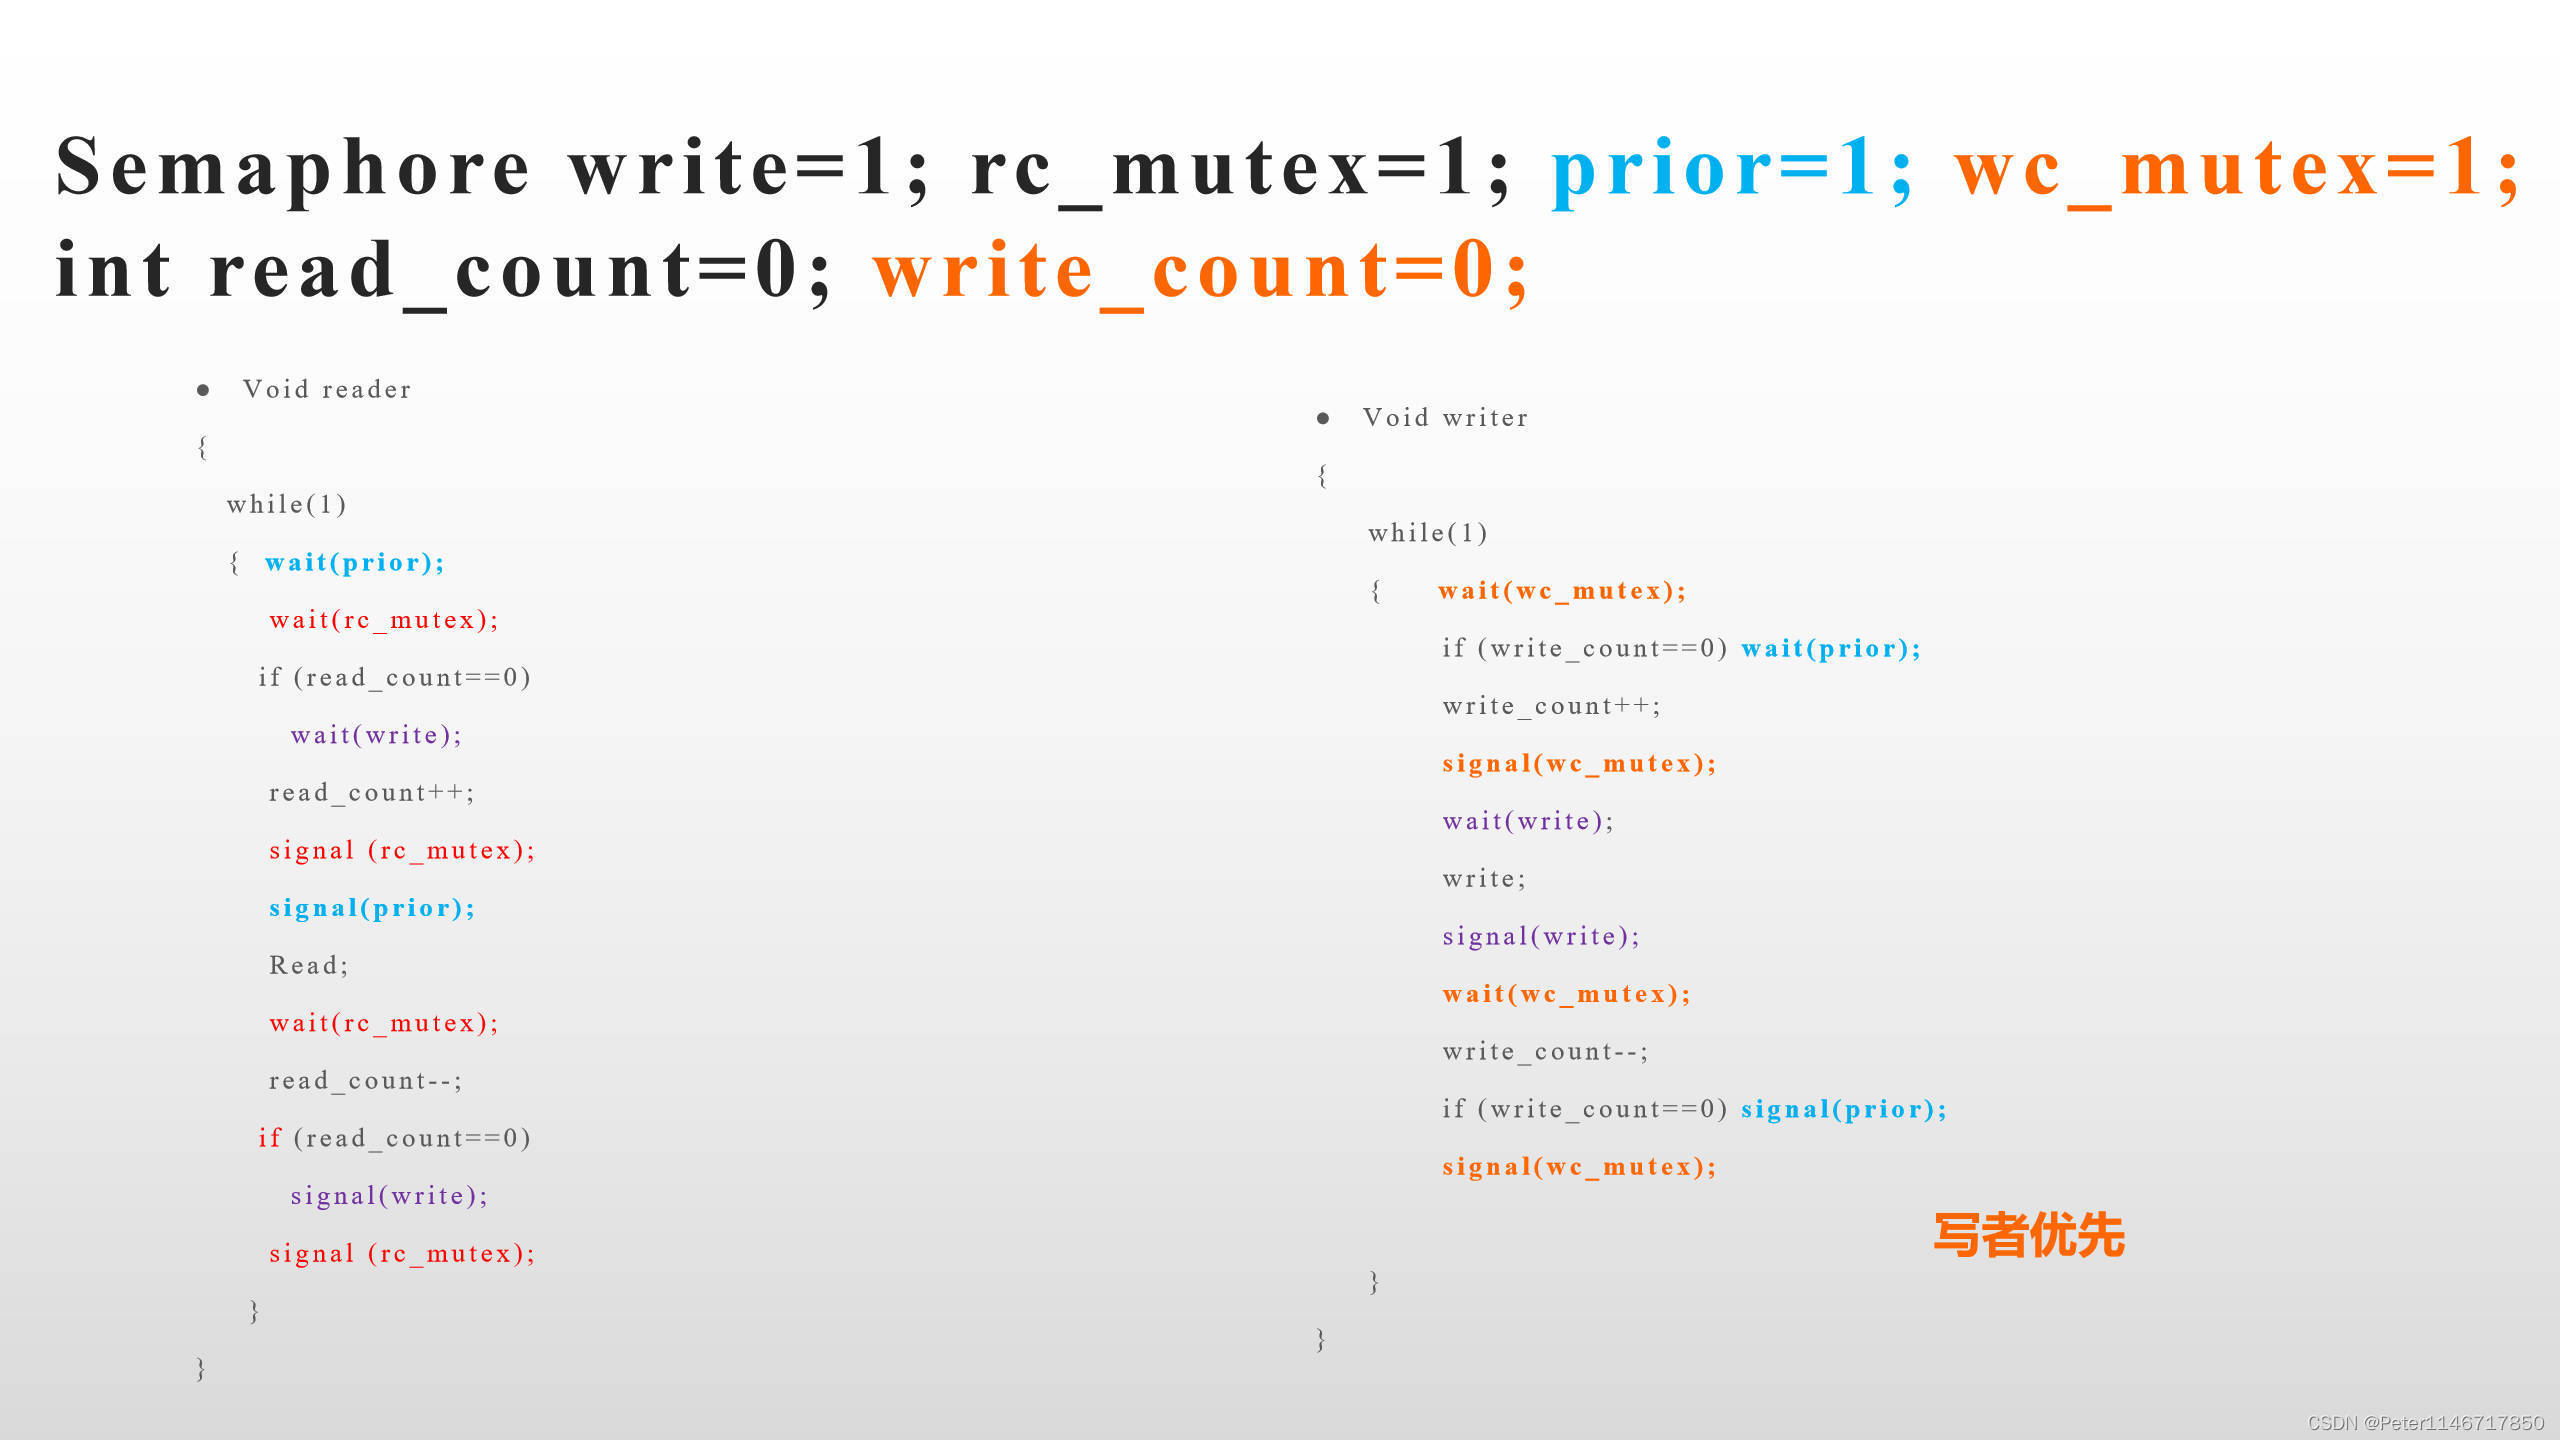 Semaphore write=1; rc_mutex=1; prior=1; wc_mutex=1;
int read_count=0; write_count=0;
● Void reader
{
while(1)
{ wait(prior);
wait(rc_mutex);
if (read_count==0)
wait(write);
read_count++;
signal (rc_mutex);
signal(prior);
Read;
wait(rc_mutex);
read_count--;
if (read_count==0)
signal(write);
signal (rc_mutex);
}
}
● Void writer
{
while(1)
{ wait(wc_mutex);
if (write_count==0) wait(prior);
write_count++;
signal(wc_mutex);
wait(write);
write;
signal(write);
wait(wc_mutex);
write_count--;
if (write_count==0) signal(prior);
signal(wc_mutex);
写者优先
}
}
CSDN @Peter1146717850